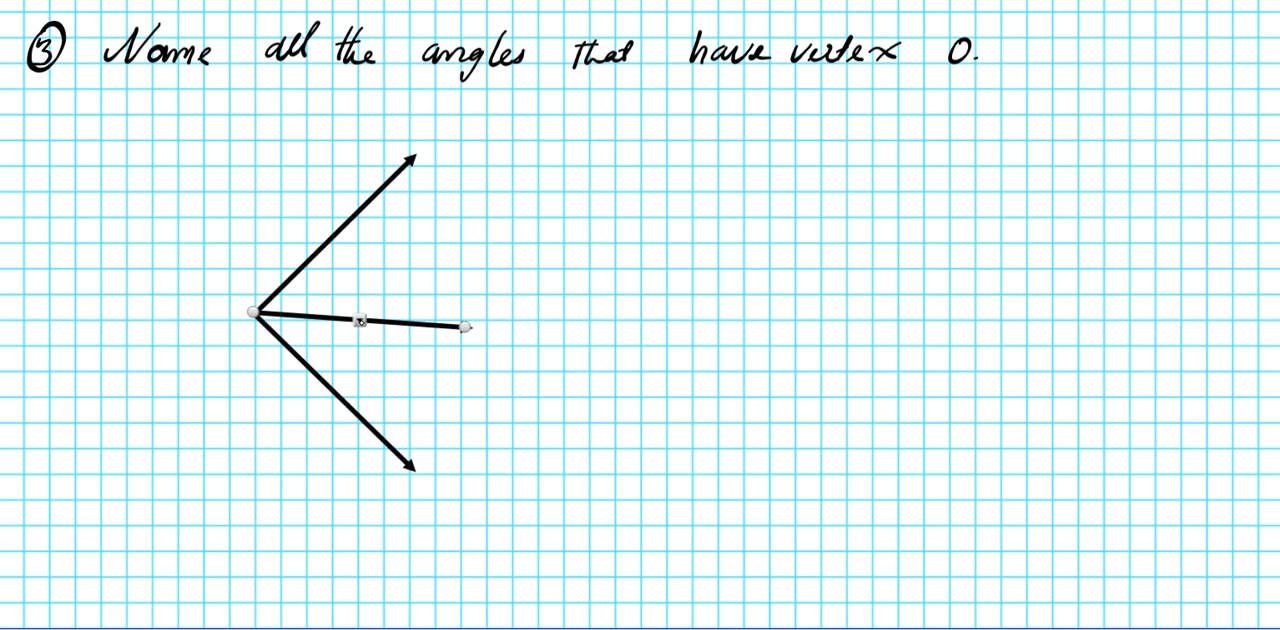 ③ Name all the angles that have vertex O.